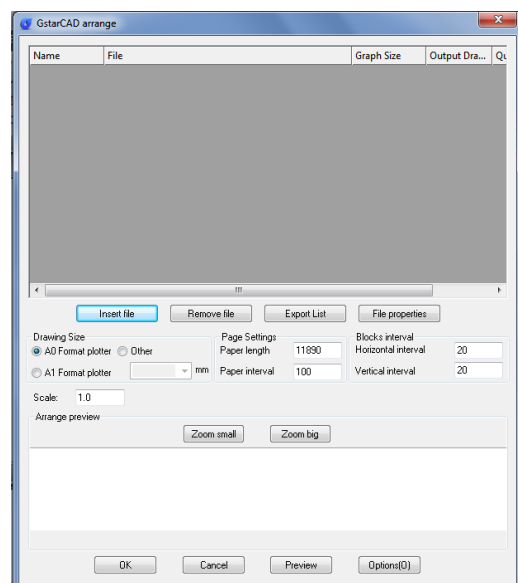 GstarCAD arrange
Name File Graph Size Output Dra... Qu
Insert file Remove file Export List File properties
Drawing Size Page Settings Blocks interval
A0 Format plotter Other Paper length 11890 Horizontal interval 20
A1 Format plotter mm Paper interval 100 Vertical interval 20
Scale: 1.0
Arrange preview
Zoom small Zoom big
OK Cancel Preview Options(O)